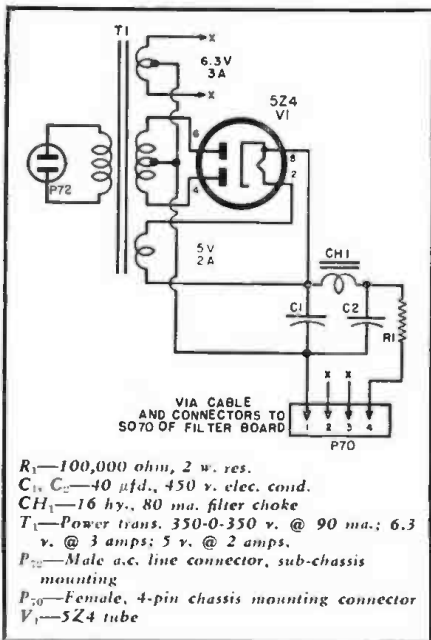 T1
X
6.3V
3A
X
5Z4
V1
P72
6
4
8
2
5V
2A
CH1
C1
C2
R1
X X
VIA CABLE
AND CONNECTORS TO
SO70 OF FILTER BOARD
1 2 3 4
P70
R₁—100,000 ohm, 2 w. res.
C₁, C₂—40 μfd., 450 v. elec. cond.
CH₁—16 hy., 80 ma. filter choke
T₁—Power trans. 350-0-350 v. @ 90 ma.; 6.3
v. @ 3 amps; 5 v. @ 2 amps.
P₇₂—Male a.c. line connector, sub-chassis
mounting
P₇₀—Female, 4-pin chassis mounting connector
V₁—5Z4 tube